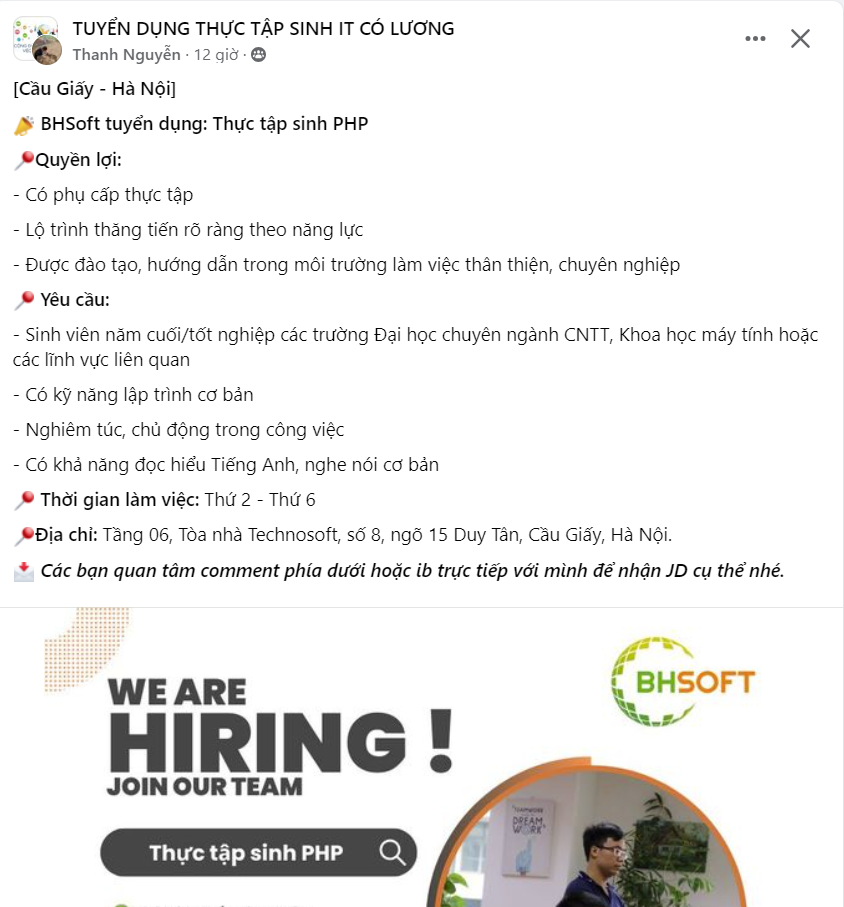 TUYỂN DỤNG THỰC TẬP SINH IT CÓ LƯƠNG
Thanh Nguyễn · 12 giờ ·
[Cầu Giấy - Hà Nội]
BHSoft tuyển dụng: Thực tập sinh PHP
Quyền lợi:
- Có phụ cấp thực tập
- Lộ trình thăng tiến rõ ràng theo năng lực
- Được đào tạo, hướng dẫn trong môi trường làm việc thân thiện, chuyên nghiệp
Yêu cầu:
- Sinh viên năm cuối/tốt nghiệp các trường Đại học chuyên ngành CNTT, Khoa học máy tính hoặc
các lĩnh vực liên quan
- Có kỹ năng lập trình cơ bản
- Nghiêm túc, chủ động trong công việc
- Có khả năng đọc hiểu Tiếng Anh, nghe nói cơ bản
Thời gian làm việc: Thứ 2 - Thứ 6
Địa chỉ: Tầng 06, Tòa nhà Technosoft, số 8, ngõ 15 Duy Tân, Cầu Giấy, Hà Nội.
Các bạn quan tâm comment phía dưới hoặc ib trực tiếp với mình để nhận JD cụ thể nhé.
BHSOFT
WE ARE
HIRING !
JOIN OUR TEAM
Thực tập sinh PHP
TEAMWORK
DREAM
WORK